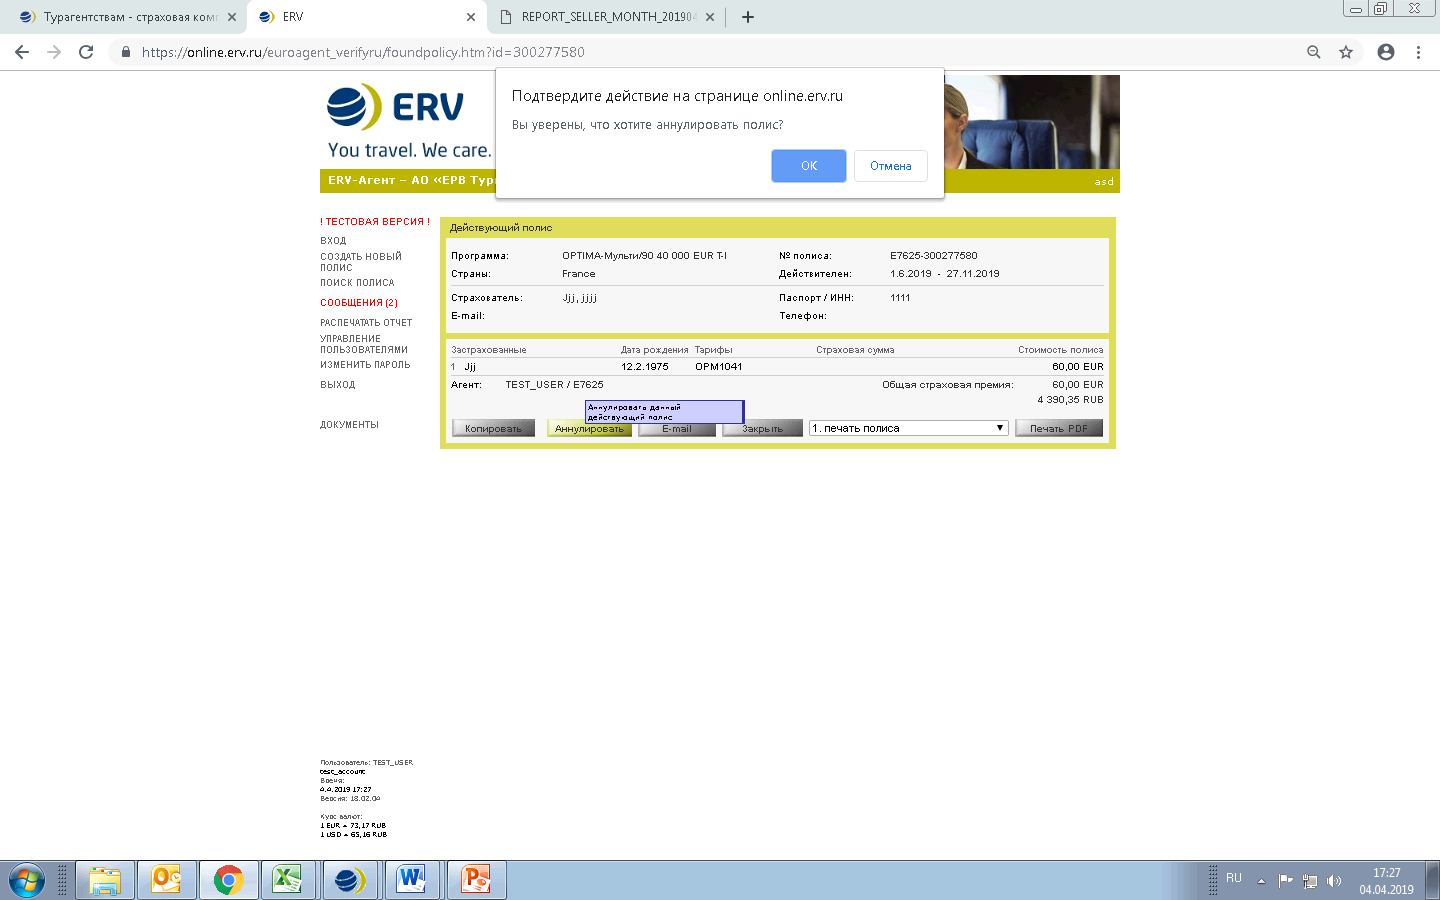 Турагентствам - страховая ком
ERV
REPORT_SELLER_MONTH_20190
https://online.erv.ru/euroagent_verifyru/foundpolicy.htm?id=300277580
Подтвердите действие на странице online.erv.ru
Вы уверены, что хотите аннулировать полис?
OK
Отмена
ERV
You travel. We care.
ERV-Агент – АО «ЕРВ Тур
asd
! ТЕСТОВАЯ ВЕРСИЯ !
ВХОД
СОЗДАТЬ НОВЫЙ
ПОЛИС
ПОИСК ПОЛИСА
СООБЩЕНИЯ (2)
РАСПЕЧАТАТЬ ОТЧЕТ
УПРАВЛЕНИЕ
ПОЛЬЗОВАТЕЛЯМИ
ИЗМЕНИТЬ ПАРОЛЬ
ВЫХОД
ДОКУМЕНТЫ
Действующий полис
Программа: OPTIMA-Мульти/90 40 000 EUR T-I № полиса: E7625-300277580
Страны: France Действителен: 1.6.2019 - 27.11.2019
Страхователь: Jjj, jjjj Паспорт / ИНН: 1111
E-mail: Телефон:
Застрахованные Дата рождения Тарифы Страховая сумма Стоимость полиса
1 Jjj 12.2.1975 OPM1041 60,00 EUR
Агент: TEST_USER / E7625 Общая страховая премия: 60,00 EUR
4 390,35 RUB
Аннулировать данный
действующий полис
Копировать Аннулировать E-mail Закрыть 1. печать полиса Печать PDF
Пользователь: TEST_USER
test_account
Время:
4.4.2019 17:27
Версия: 18.02.04
Курс валют:
1 EUR = 73,17 RUB
1 USD = 65,16 RUB
RU
17:27
04.04.2019